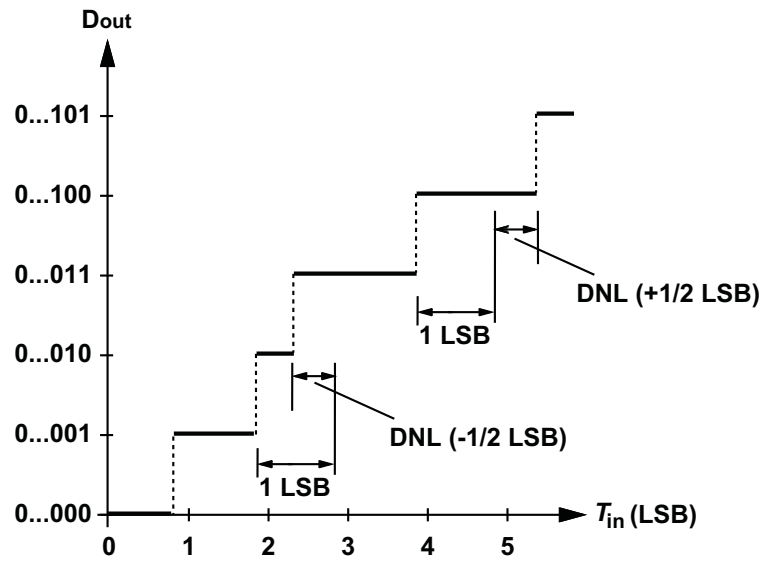 Dout
0...101
0...100
0...011
0...010
0...001
0...000
DNL (+1/2 LSB)
1 LSB
DNL (-1/2 LSB)
1 LSB
Tin (LSB)
0 1 2 3 4 5